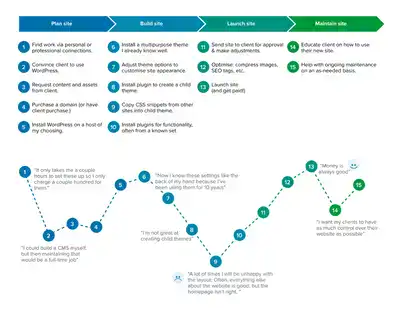 Plan site
Build site
Launch site
Maintain site
1 Find work via personal or
professional connections.
2 Convince client to use
WordPress.
3 Request content and assets
from client.
4 Purchase a domain (or have
client purchase.)
5 Install WordPress on a host of
my choosing.
6 Install a multipurpose theme
I already know well.
7 Adjust theme options to
customise site appearance.
8 Install plugin to create a child
theme.
9 Copy CSS snippets from other
sites into child theme.
10 Install plugins for functionality,
often from a known set.
11 Send site to client for approval
& make adjustments.
12 Optimise: compress images,
SEO tags, etc.
13 Launch site
(and get paid!)
14 Educate client on how to use
their new site.
15 Help with ongoing maintenance
on an as-needed basis.
1
"It only takes me a couple
hours to set these up so I only
charge a couple hundred for
them."
2
"I could build a CMS myself,
but then maintaining that
would be a full-time job"
3
4
5
6
"Now I know these settings like the
back of my hand because I've
been using them for 10 years"
7
8
"I'm not great at
creating child themes"
9
"A lot of times I will be unhappy with
the layout. Often, everything else
about the website is good, but the
homepage isn't right."
10
11
12
13
"Money is
always good"
14
"I want my clients to have
as much control over their
website as possible"
15